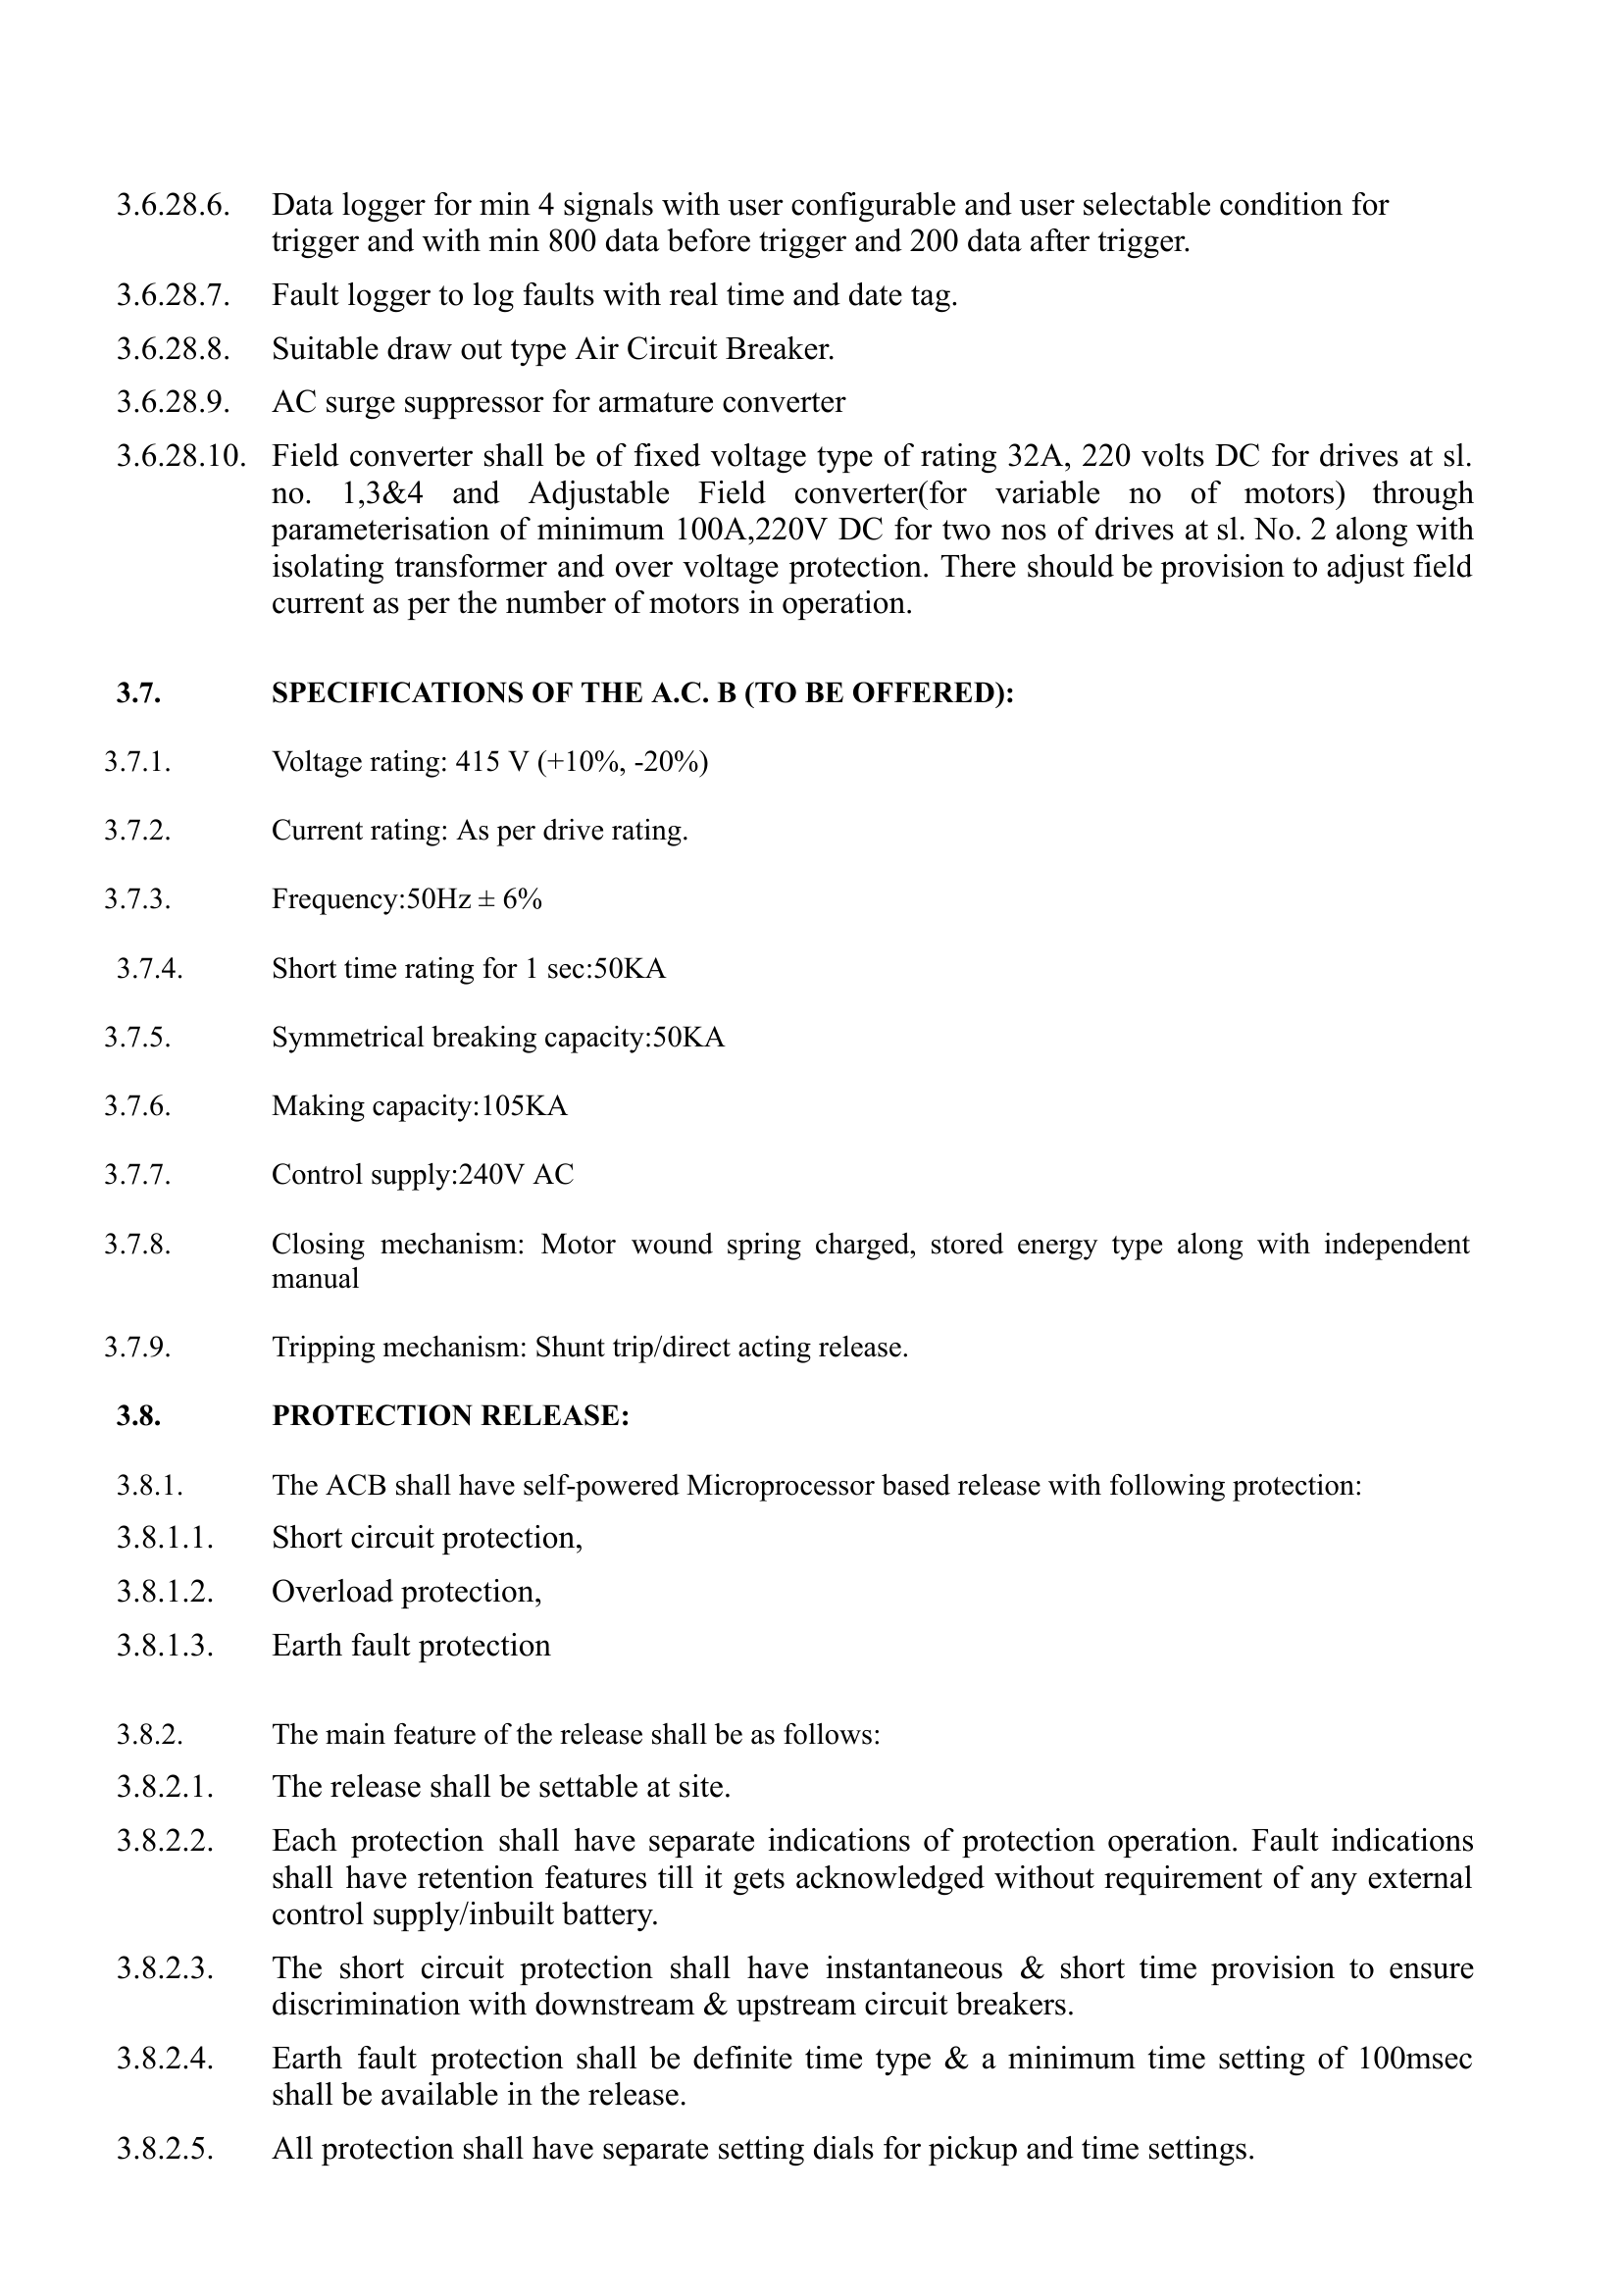 3.6.28.6. Data logger for min 4 signals with user configurable and user selectable condition for
trigger and with min 800 data before trigger and 200 data after trigger.
3.6.28.7. Fault logger to log faults with real time and date tag.
3.6.28.8. Suitable draw out type Air Circuit Breaker.
3.6.28.9. AC surge suppressor for armature converter
3.6.28.10. Field converter shall be of fixed voltage type of rating 32A, 220 volts DC for drives at sl.
no. 1,3&4 and Adjustable Field converter(for variable no of motors) through
parameterisation of minimum 100A,220V DC for two nos of drives at sl. No. 2 along with
isolating transformer and over voltage protection. There should be provision to adjust field
current as per the number of motors in operation.
3.7. SPECIFICATIONS OF THE A.C. B (TO BE OFFERED):
3.7.1. Voltage rating: 415 V (+10%, -20%)
3.7.2. Current rating: As per drive rating.
3.7.3. Frequency:50Hz ± 6%
3.7.4. Short time rating for 1 sec:50KA
3.7.5. Symmetrical breaking capacity:50KA
3.7.6. Making capacity:105KA
3.7.7. Control supply:240V AC
3.7.8. Closing mechanism: Motor wound spring charged, stored energy type along with independent
manual
3.7.9. Tripping mechanism: Shunt trip/direct acting release.
3.8. PROTECTION RELEASE:
3.8.1. The ACB shall have self-powered Microprocessor based release with following protection:
3.8.1.1. Short circuit protection,
3.8.1.2. Overload protection,
3.8.1.3. Earth fault protection
3.8.2. The main feature of the release shall be as follows:
3.8.2.1. The release shall be settable at site.
3.8.2.2. Each protection shall have separate indications of protection operation. Fault indications
shall have retention features till it gets acknowledged without requirement of any external
control supply/inbuilt battery.
3.8.2.3. The short circuit protection shall have instantaneous & short time provision to ensure
discrimination with downstream & upstream circuit breakers.
3.8.2.4. Earth fault protection shall be definite time type & a minimum time setting of 100msec
shall be available in the release.
3.8.2.5. All protection shall have separate setting dials for pickup and time settings.